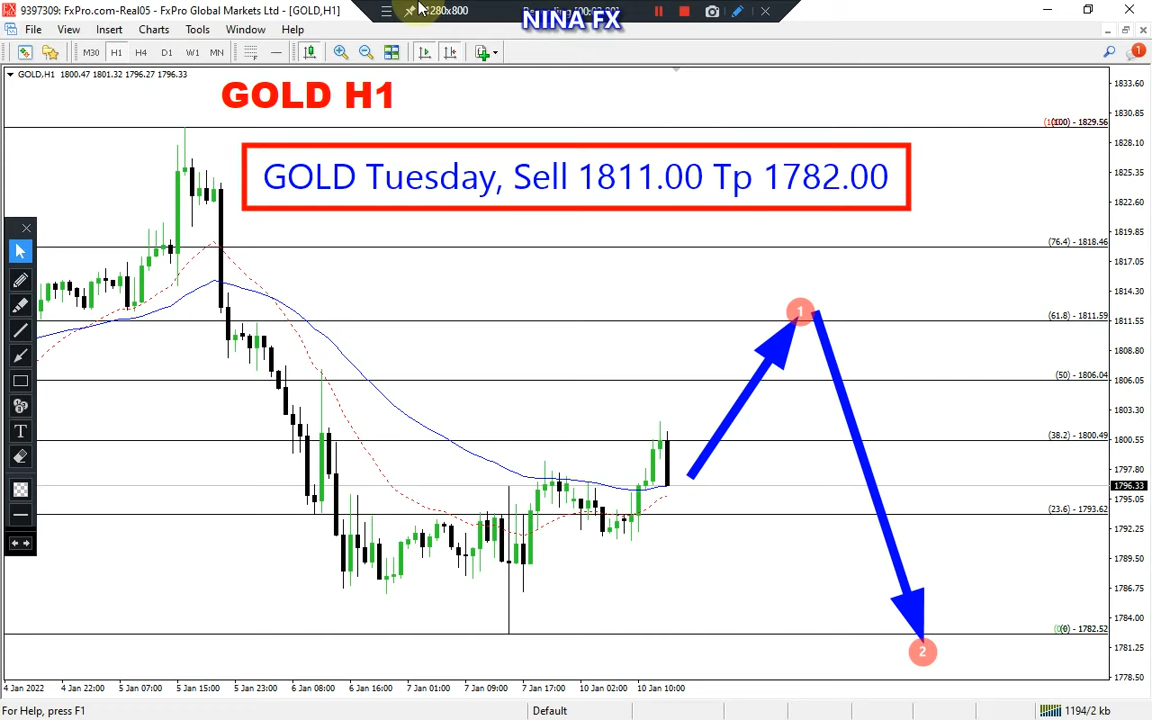 9397309: FxPro.com-Real05 - FxPro Global Markets Ltd - [GOLD,H1]
1280x800
NINA FX
File View Insert Charts Tools Window Help
M30 H1 H4 D1 W1 MN
1
GOLD,H1 1800.47 1801.32 1796.27 1796.33
GOLD H1
GOLD Tuesday, Sell 1811.00 Tp 1782.00
(100) - 1829.56
(76.4) - 1818.46
(61.8) - 1811.59
(50) - 1806.04
(38.2) - 1800.49
(23.6) - 1793.62
(0) - 1782.52
1
2
T
1833.60
1830.85
1828.10
1825.35
1822.60
1819.85
1817.05
1814.30
1811.55
1808.80
1806.05
1803.30
1800.55
1797.80
1796.33
1795.05
1792.25
1789.50
1786.75
1784.00
1781.25
1778.50
4 Jan 2022 4 Jan 22:00 5 Jan 07:00 5 Jan 15:00 5 Jan 23:00 6 Jan 08:00 6 Jan 16:00 7 Jan 01:00 7 Jan 09:00 7 Jan 17:00 10 Jan 02:00 10 Jan 10:00
For Help, press F1
Default
1194/2 kb